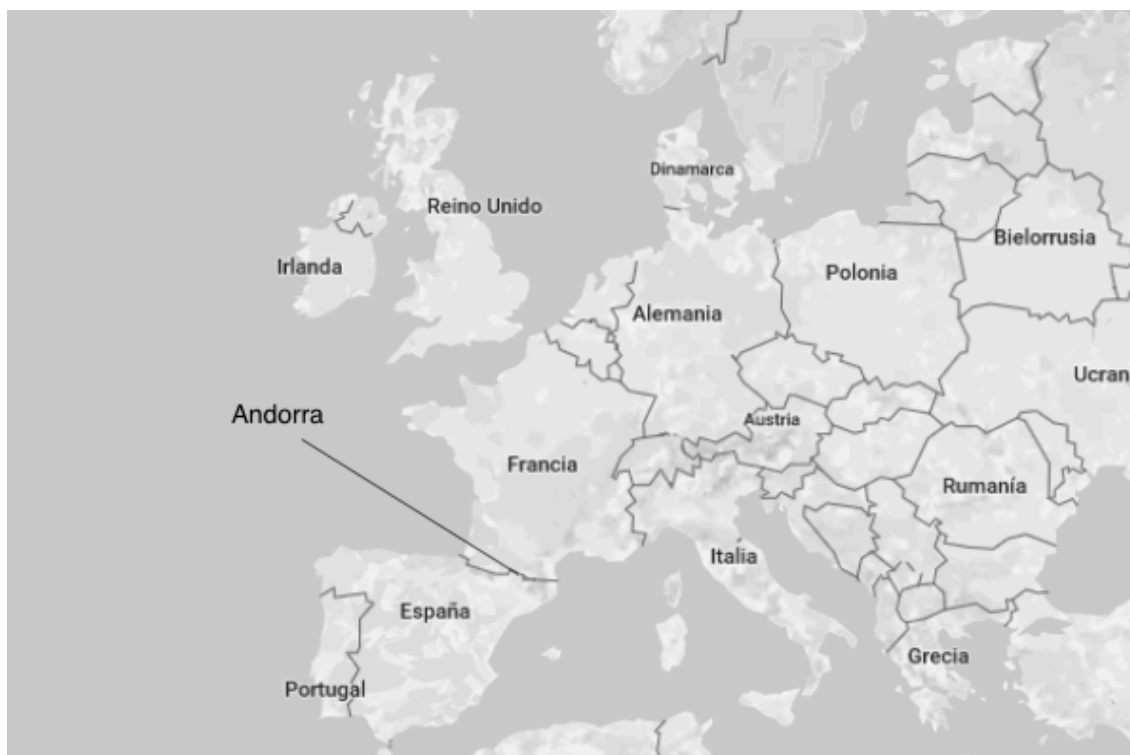 Dinamarca
Reino Unido
Bielorrusia
Irlanda
Polonia
Alemania
Ucran
Andorra
Austria
Francia
Rumanía
Italia
España
Grecia
Portugal